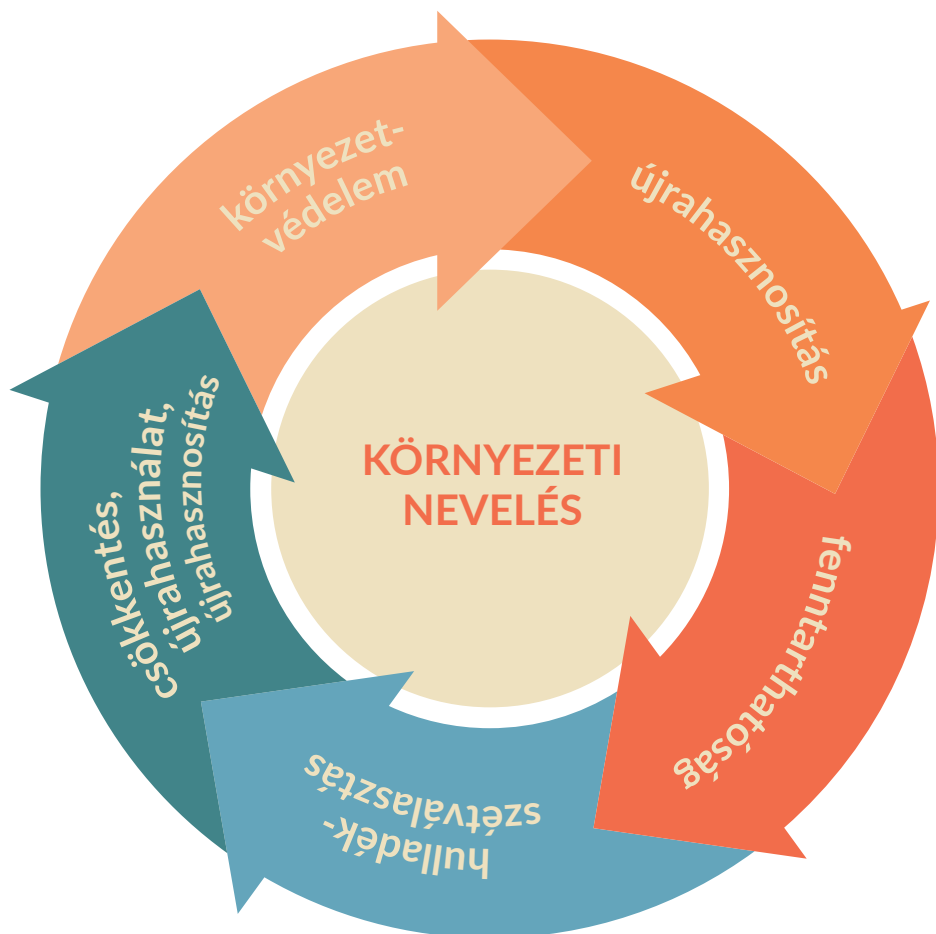 környezet-
védelem
újrahasznosítás
fenntarthatóság
hulladék-
szétválasztás
csökkentés,
újrahasználat,
újrahasznosítás
KÖRNYEZETI
NEVELÉS